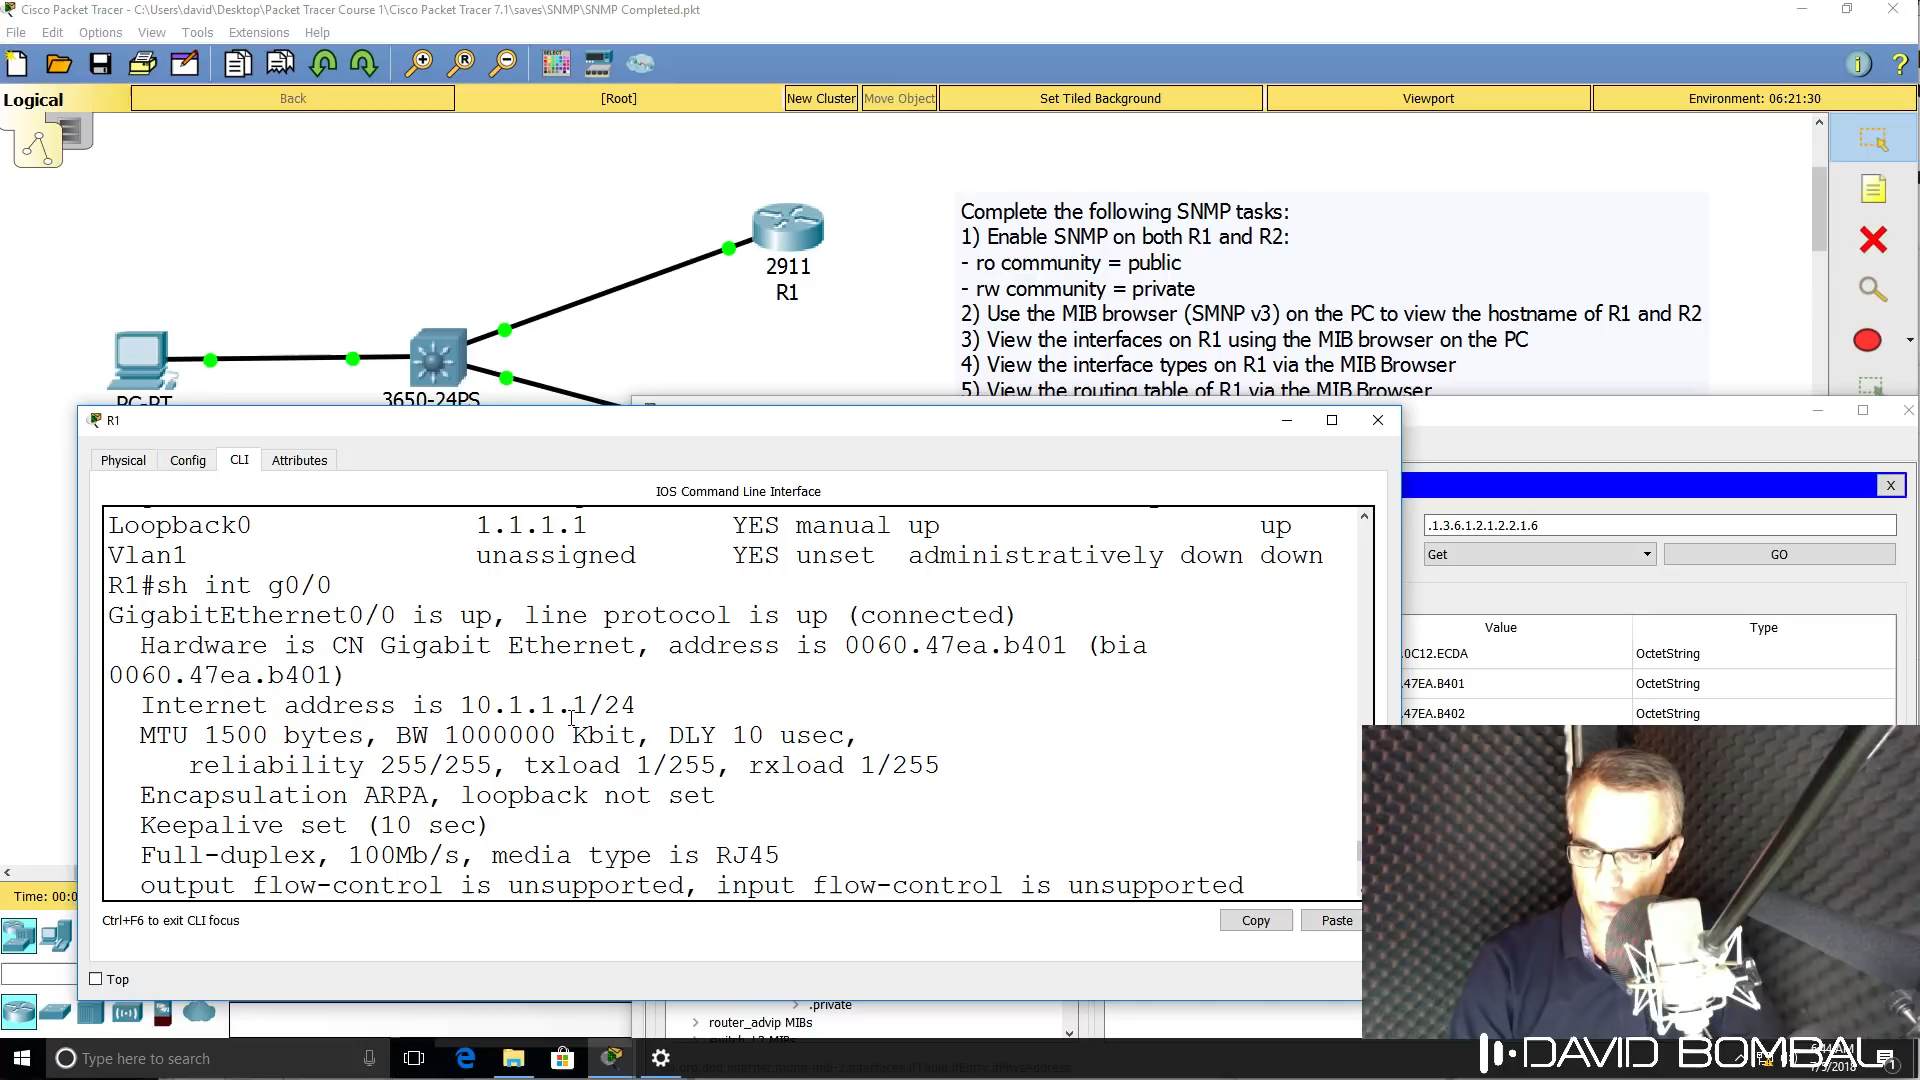 Cisco Packet Tracer - C:\Users\david\Desktop\Packet Tracer Course 1\Cisco Packet Tracer 7.1\saves\SNMP\SNMP Completed.pkt
File Edit Options View Tools Extensions Help
Logical
Back
[Root]
New Cluster
Move Object
Set Tiled Background
Viewport
Environment: 06:21:30
2911
R1
PC-PT
3650-24PS
Complete the following SNMP tasks:
1) Enable SNMP on both R1 and R2:
- ro community = public
- rw community = private
2) Use the MIB browser (SMNP v3) on the PC to view the hostname of R1 and R2
3) View the interfaces on R1 using the MIB browser on the PC
4) View the interface types on R1 via the MIB Browser
5) View the routing table of R1 via the MIB Browser
R1
Physical Config CLI Attributes
IOS Command Line Interface
Loopback0 1.1.1.1 YES manual up up
Vlan1 unassigned YES unset administratively down down
R1#sh int g0/0
GigabitEthernet0/0 is up, line protocol is up (connected)
Hardware is CN Gigabit Ethernet, address is 0060.47ea.b401 (bia
0060.47ea.b401)
Internet address is 10.1.1.1/24
MTU 1500 bytes, BW 1000000 Kbit, DLY 10 usec,
reliability 255/255, txload 1/255, rxload 1/255
Encapsulation ARPA, loopback not set
Keepalive set (10 sec)
Full-duplex, 100Mb/s, media type is RJ45
output flow-control is unsupported, input flow-control is unsupported
Ctrl+F6 to exit CLI focus
Copy
Paste
Top
X
.1.3.6.1.2.1.2.2.1.6
Get
GO
Value Type
.0C12.ECDA OctetString
.47EA.B401 OctetString
.47EA.B402 OctetString
Time: 00:0
.private
router_advip MIBs
Type here to search
DAVID BOMBAL